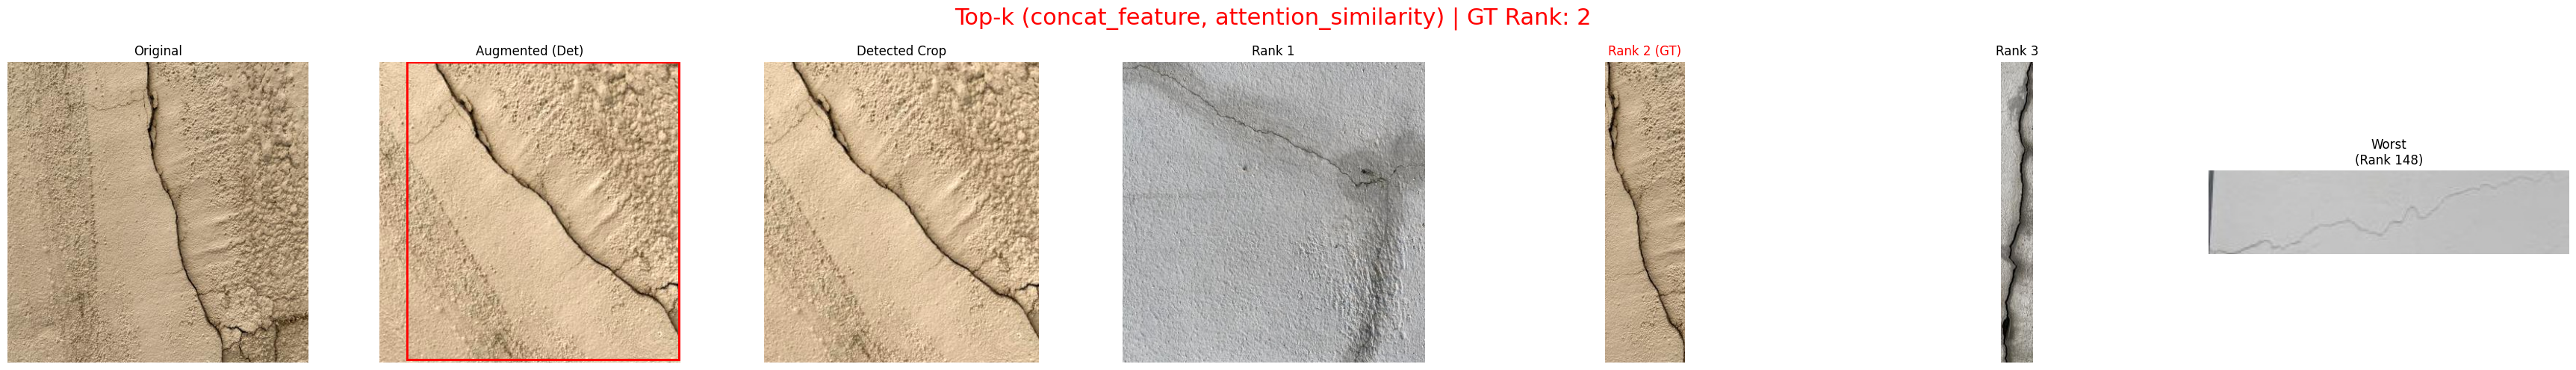 Top-k (concat_feature, attention_similarity) | GT Rank: 2
Original
Augmented (Det)
Detected Crop
Rank 1
Rank 2 (GT)
Rank 3
Worst
(Rank 148)